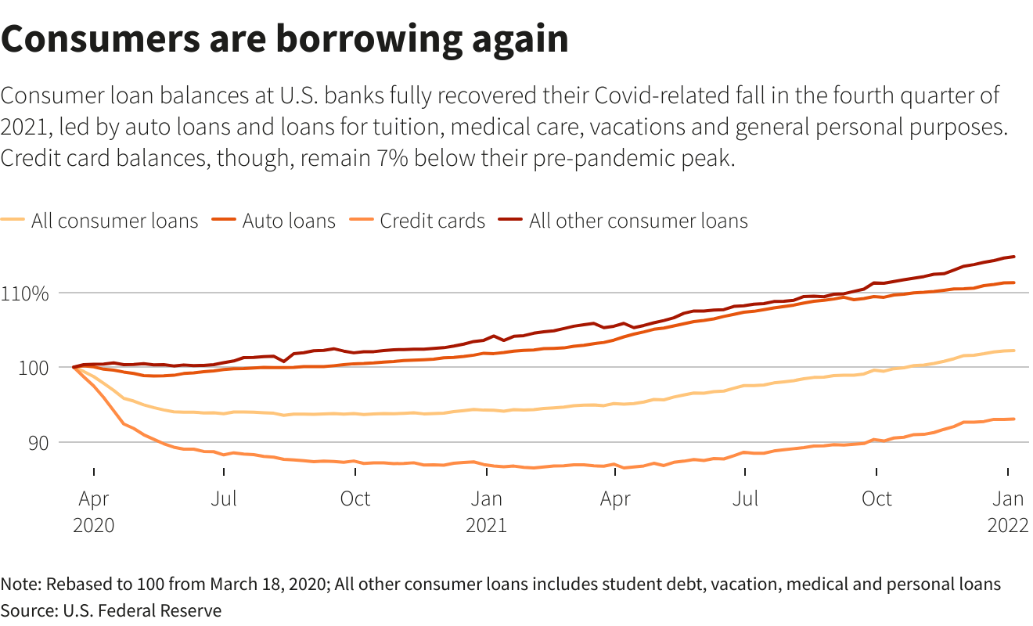 Consumers are borrowing again
Consumer loan balances at U.S. banks fully recovered their Covid-related fall in the fourth quarter of
2021, led by auto loans and loans for tuition, medical care, vacations and general personal purposes.
Credit card balances, though, remain 7% below their pre-pandemic peak.
All consumer loans Auto loans Credit cards All other consumer loans
110%
100
90
Apr Jul Oct Jan Apr Jul Oct Jan
2020 2021 2022
Note: Rebased to 100 from March 18, 2020; All other consumer loans includes student debt, vacation, medical and personal loans
Source: U.S. Federal Reserve